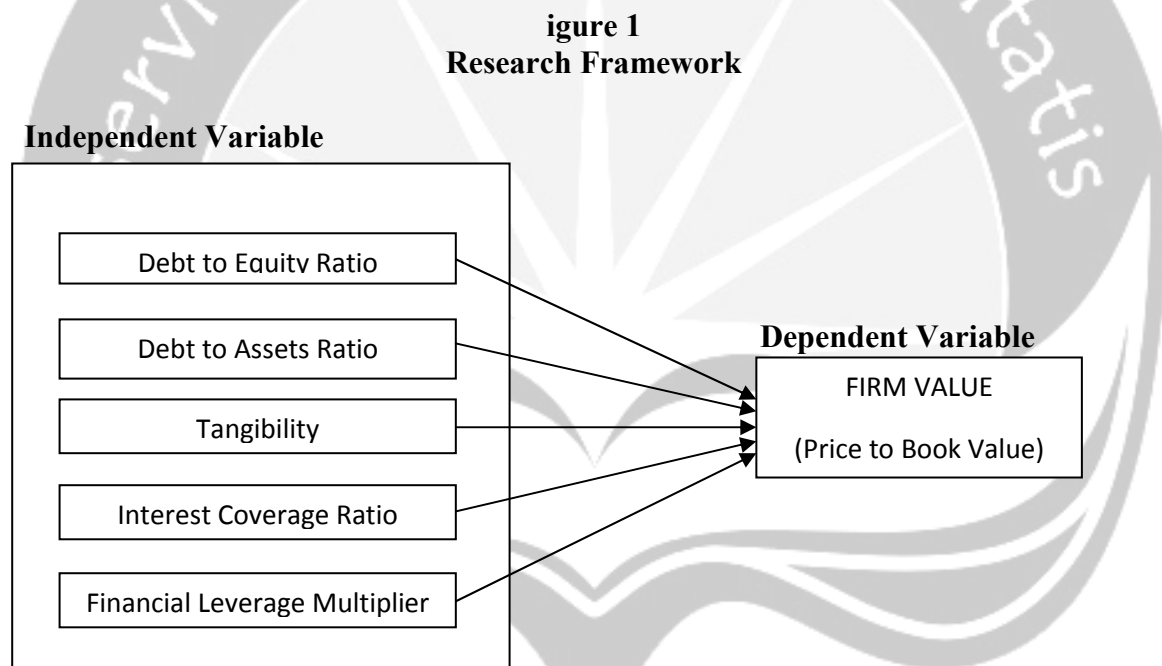 igure 1
Research Framework
Independent Variable
Debt to Equity Ratio
Debt to Assets Ratio
Tangibility
Interest Coverage Ratio
Financial Leverage Multiplier
Dependent Variable
FIRM VALUE
(Price to Book Value)